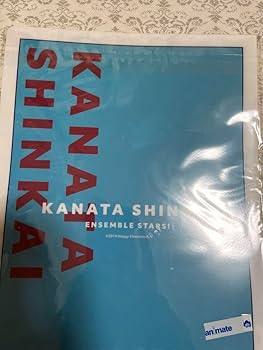 KANATA
SHINKAI
KANATA SHIN
ENSEMBLE STARS!!
animate